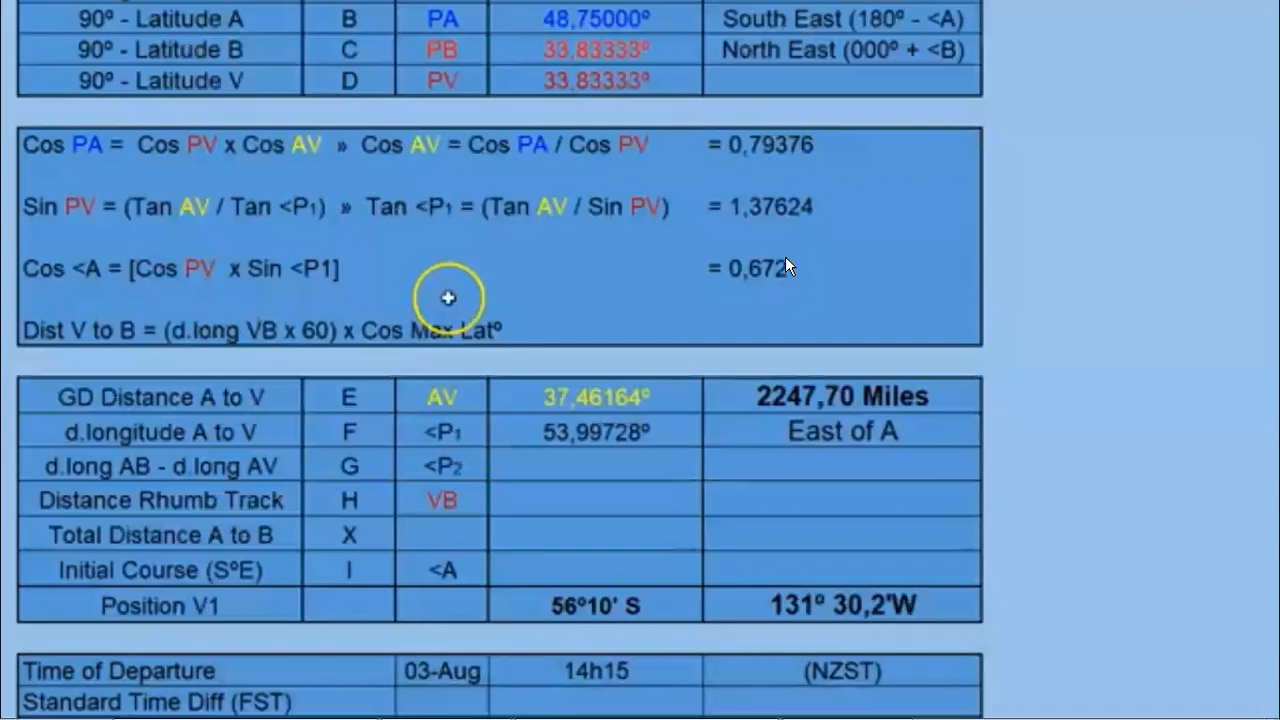 90º - Latitude A B PA 48,75000º South East (180º - <A)
90º - Latitude B C PB 33,83333º North East (000º + <B)
90º - Latitude V D PV 33,83333º
Cos PA = Cos PV x Cos AV » Cos AV = Cos PA / Cos PV = 0,79376
Sin PV = (Tan AV / Tan <P1) » Tan <P1 = (Tan AV / Sin PV) = 1,37624
Cos <A = [Cos PV x Sin <P1] = 0,672
Dist V to B = (d.long VB x 60) x Cos Max Latº
GD Distance A to V E AV 37,46164º 2247,70 Miles
d.longitude A to V F <P1 53,99728º East of A
d.long AB - d.long AV G <P2
Distance Rhumb Track H VB
Total Distance A to B X
Initial Course (SºE) I <A
Position V1 56º10' S 131º 30,2'W
Time of Departure 03-Aug 14h15 (NZST)
Standard Time Diff (FST)